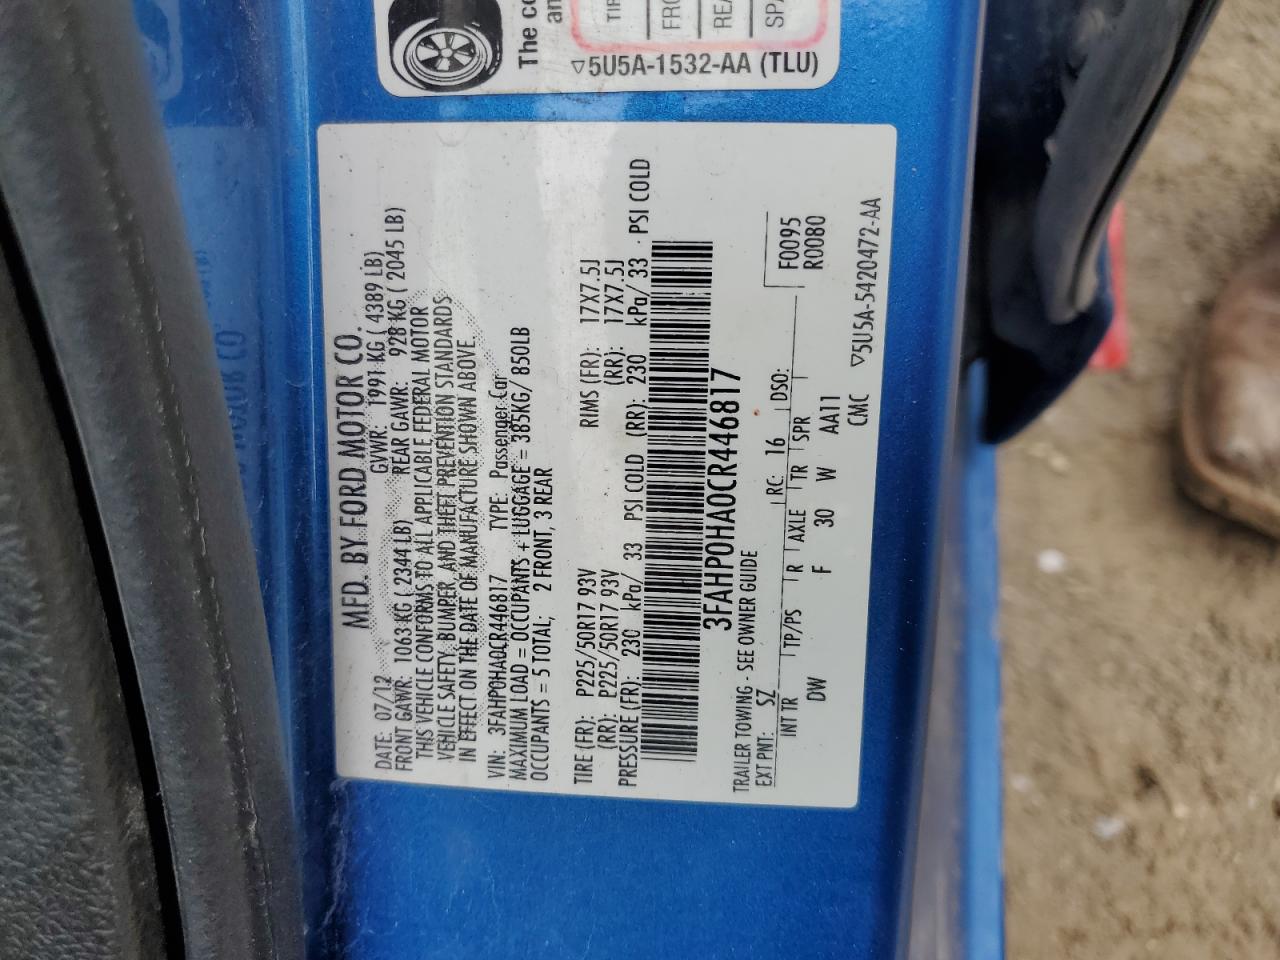 The co
an
TIR
FRO
REA
SPA
▽5U5A-1532-AA (TLU)
MFD. BY FORD MOTOR CO.
DATE: 07/12 GVWR: 1991 KG ( 4389 LB)
FRONT GAWR: 1063 KG ( 2344 LB) REAR GAWR: 928 KG ( 2045 LB)
THIS VEHICLE CONFORMS TO ALL APPLICABLE FEDERAL MOTOR
VEHICLE SAFETY, BUMPER, AND THEFT PREVENTION STANDARDS
IN EFFECT ON THE DATE OF MANUFACTURE SHOWN ABOVE.
VIN: 3FAHP0HA0CR446817 TYPE: Passenger Car
MAXIMUM LOAD = OCCUPANTS + LUGGAGE = 385KG/ 850LB
OCCUPANTS = 5 TOTAL, 2 FRONT, 3 REAR
TIRE (FR): P225/50R17 93V RIMS (FR): 17X7.5J
(RR): P225/50R17 93V (RR): 17X7.5J
PRESSURE (FR): 230 kPa/ 33 PSI COLD (RR): 230 kPa/ 33 PSI COLD
3FAHP0HA0CR446817
TRAILER TOWING - SEE OWNER GUIDE
EXT PNT: SZ RC: 16 DSO:
F0095
R0080
INT TR TP/PS R AXLE TR SPR
DW F 30 W AA11
CMC ▽5U5A-5420472-AA